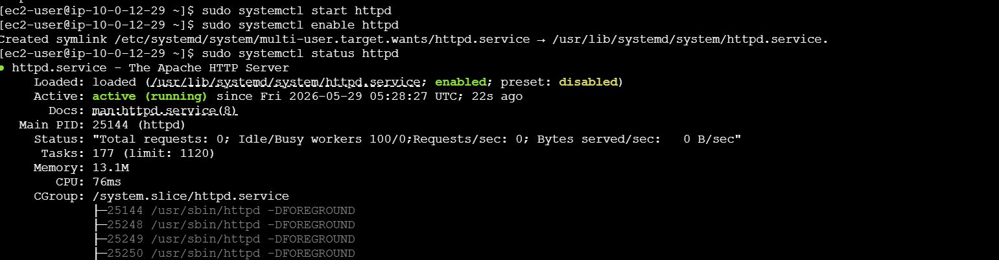 [ec2-user@ip-10-0-12-29 ~]$ sudo systemctl start httpd
[ec2-user@ip-10-0-12-29 ~]$ sudo systemctl enable httpd
Created symlink /etc/systemd/system/multi-user.target.wants/httpd.service → /usr/lib/systemd/system/httpd.service.
[ec2-user@ip-10-0-12-29 ~]$ sudo systemctl status httpd
● httpd.service - The Apache HTTP Server
     Loaded: loaded (/usr/lib/systemd/system/httpd.service; enabled; preset: disabled)
     Active: active (running) since Fri 2026-05-29 05:28:27 UTC; 22s ago
       Docs: man:httpd.service(8)
   Main PID: 25144 (httpd)
     Status: "Total requests: 0; Idle/Busy workers 100/0;Requests/sec: 0; Bytes served/sec:   0 B/sec"
      Tasks: 177 (limit: 1120)
     Memory: 13.1M
        CPU: 76ms
     CGroup: /system.slice/httpd.service
             ├─25144 /usr/sbin/httpd -DFOREGROUND
             ├─25248 /usr/sbin/httpd -DFOREGROUND
             ├─25249 /usr/sbin/httpd -DFOREGROUND
             ├─25250 /usr/sbin/httpd -DFOREGROUND